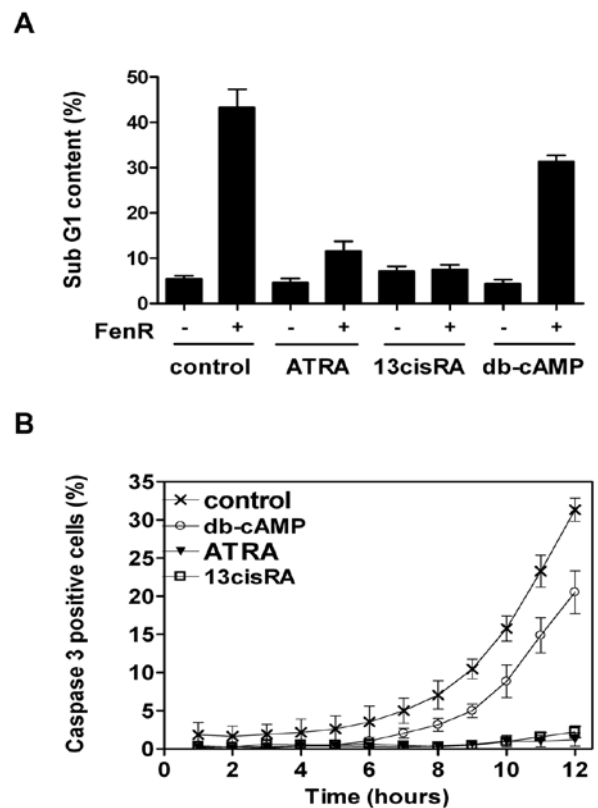 A
Sub G1 content (%)
50
40
30
20
10
0
FenR - + - + - + - +
control ATRA 13cisRA db-cAMP
B
Caspase 3 positive cells (%)
35
30
25
20
15
10
5
0
control
db-cAMP
ATRA
13cisRA
0 2 4 6 8 10 12
Time (hours)